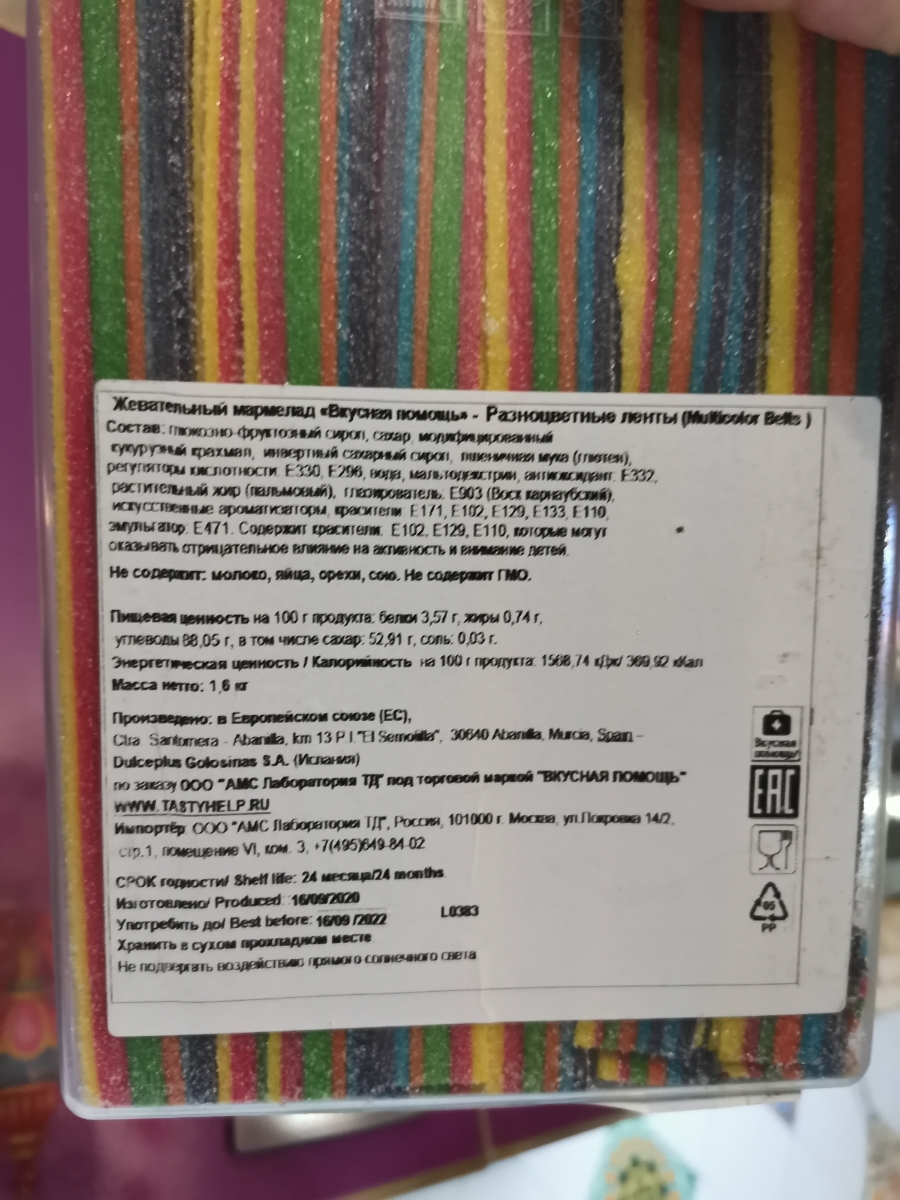 Жевательный мармелад «Вкусная помощь» - Разноцветные ленты (Multicolor Belts )
Состав: глюкозно-фруктозный сироп, сахар, модифицированный
кукурузный крахмал, инвертный сахарный сироп, пшеничная мука (глютен),
регуляторы кислотности: E330, E296, вода, мальтодекстрин, антиоксидант: E332,
растительный жир (пальмовый), глазирователь: E903 (Воск карнаубский),
искусственные ароматизаторы, красители: E171, E102, E129, E133, E110,
эмульгатор: E471. Содержит красители: E102, E129, E110, которые могут
оказывать отрицательное влияние на активность и внимание детей.
Не содержит: молоко, яйца, орехи, сою. Не содержит ГМО.
Пищевая ценность на 100 г продукта: белки 3,57 г, жиры 0,74 г,
углеводы 88,05 г, в том числе сахар: 52,91 г, соль: 0,03 г.
Энергетическая ценность / Калорийность на 100 г продукта: 1568,74 кДж/ 369,92 кКал
Масса нетто: 1,6 кг
Произведено: в Европейском союзе (ЕС),
Ctra. Santomera - Abanilla, km 13 P.I."El Semolilla", 30640 Abanilla, Murcia, Spain –
Dulceplus Golosinas S.A. (Испания)
по заказу ООО "АМС Лаборатория ТД" под торговой маркой "ВКУСНАЯ ПОМОЩЬ"
WWW.TASTYHELP.RU
Импортёр: ООО "АМС Лаборатория ТД", Россия, 101000 г. Москва, ул.Покровка 14/2,
стр.1, помещение VI, ком. 3, +7(495)649-84-02
СРОК годности/ Shelf life: 24 месяца/24 months
Изготовлено/ Produced: 16/09/2020
Употребить до/ Best before: 16/09 /2022
L0383
Хранить в сухом прохладном месте
Не подвергать воздействию прямого солнечного света
Вкусная
помощь
EAC
05
PP